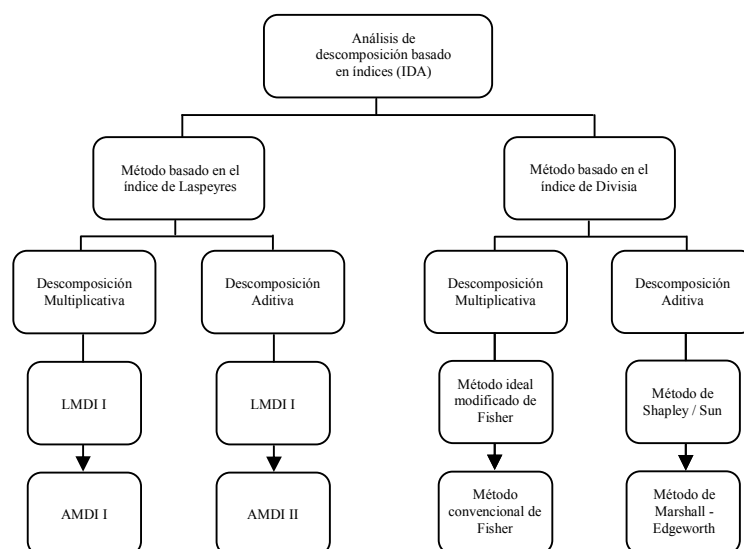 Análisis de
descomposición basado
en índices (IDA)
Método basado en el
índice de Laspeyres
Método basado en el
índice de Divisia
Descomposición
Multiplicativa
Descomposición
Aditiva
Descomposición
Multiplicativa
Descomposición
Aditiva
LMDI I
LMDI I
Método ideal
modificado de
Fisher
Método de
Shapley / Sun
AMDI I
AMDI II
Método
convencional de
Fisher
Método de
Marshall -
Edgeworth